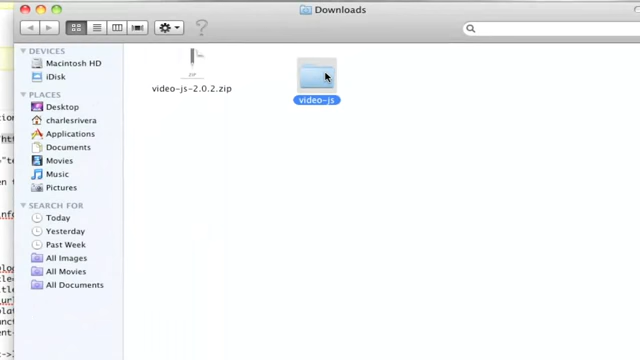 Downloads
DEVICES
Macintosh HD
iDisk
PLACES
Desktop
charlesrivera
Applications
Documents
Movies
Music
Pictures
SEARCH FOR
Today
Yesterday
Past Week
All Images
All Movies
All Documents
ZIP
video-js-2.0.2.zip
video-js